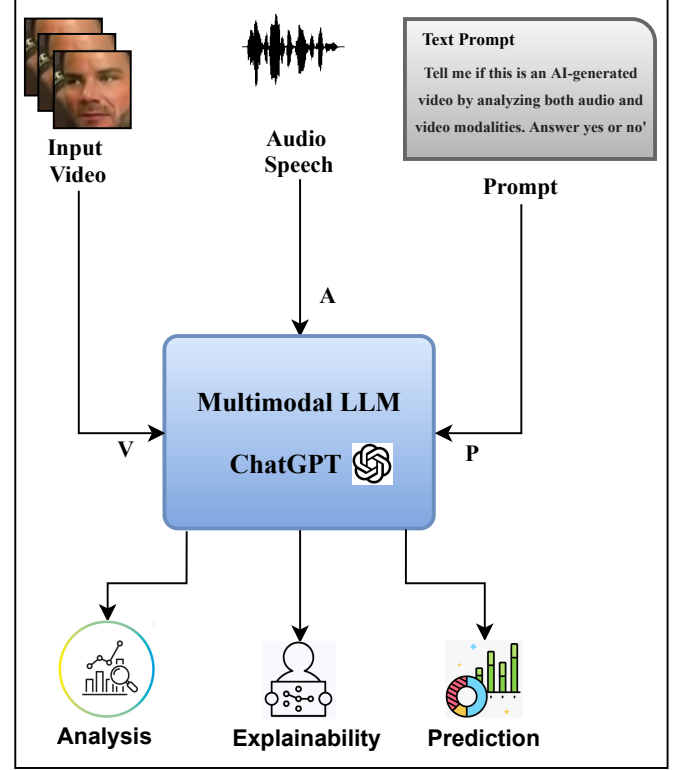 Text Prompt
Tell me if this is an AI-generated
video by analyzing both audio and
video modalities. Answer yes or no'
Input
Video
Audio
Speech
Prompt
A
Multimodal LLM
ChatGPT
V
P
Analysis
Explainability
Prediction